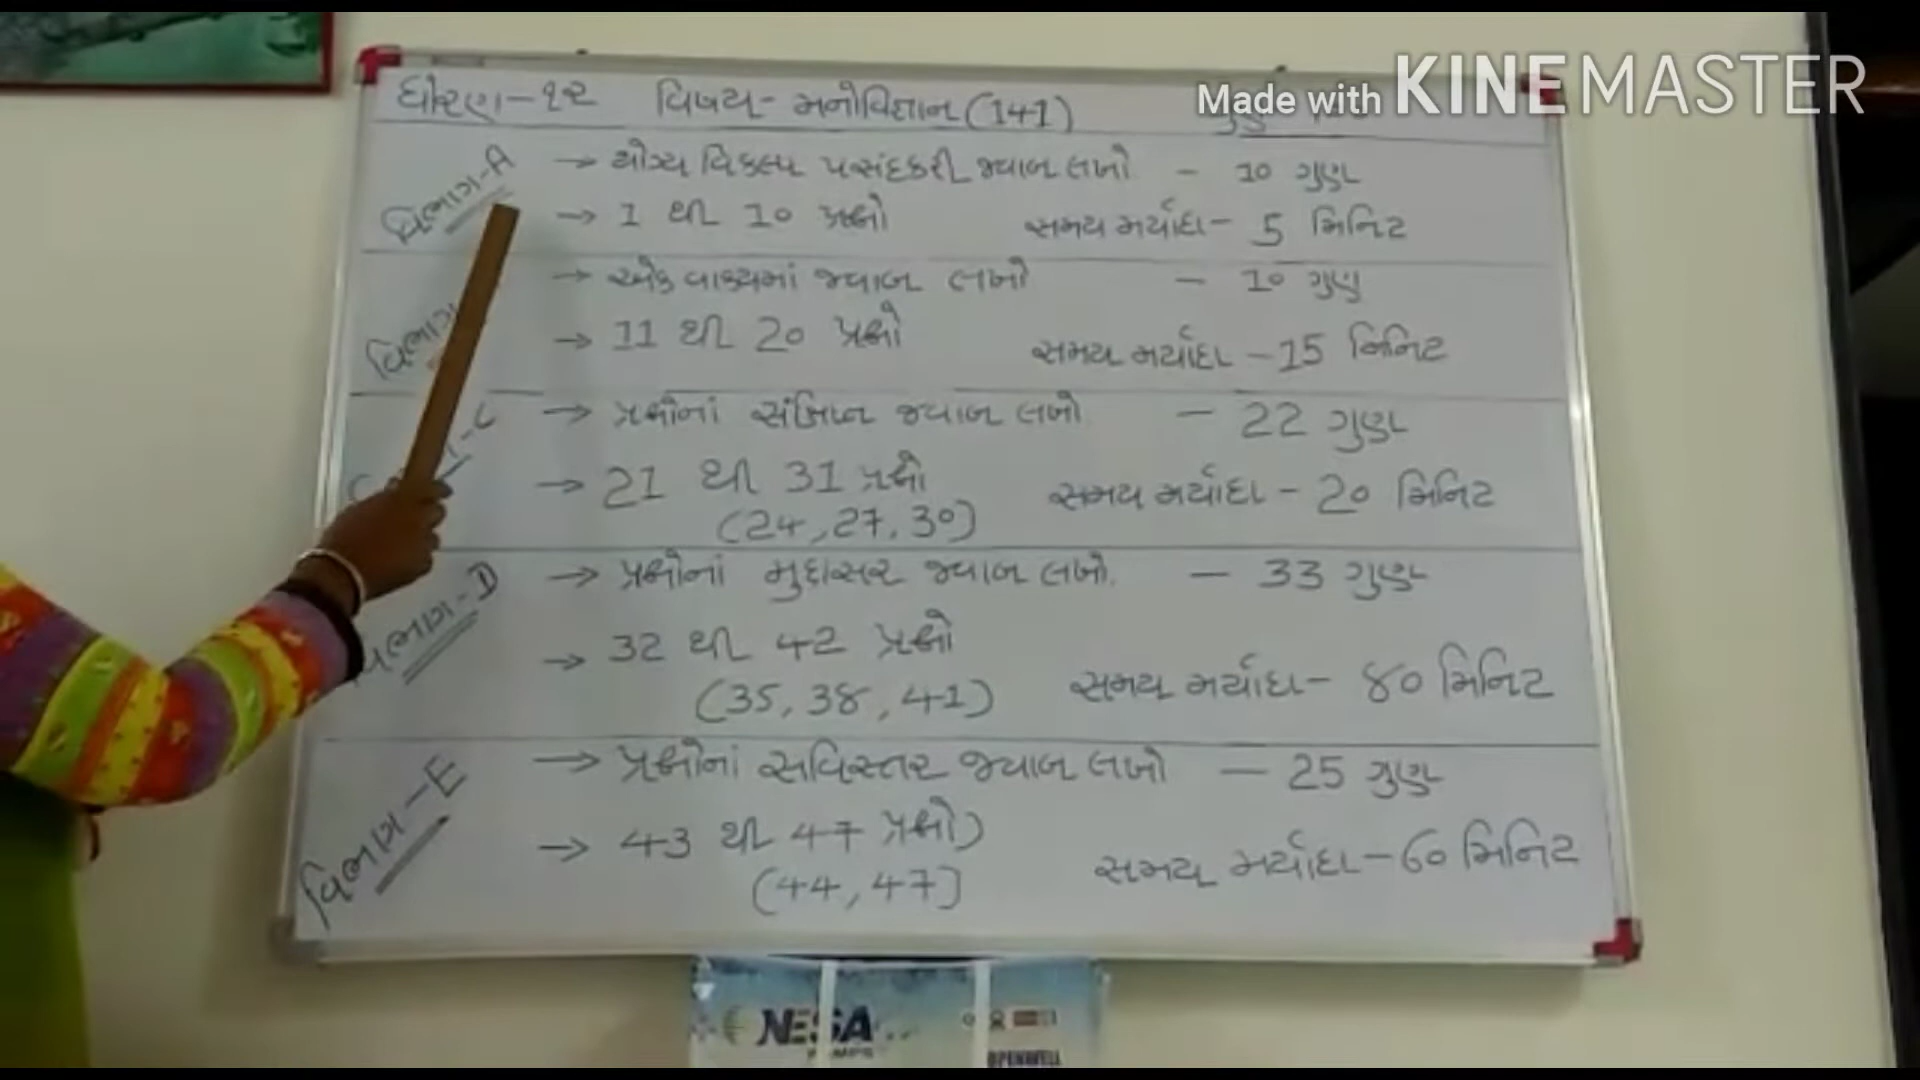 Made with KINEMASTER
ધોરણ-૧૨ વિષય- મનોવિજ્ઞાન (141)
વિભાગ-A → યોગ્ય વિકલ્પ પસંદકરી જવાબ લખો - 10 ગુણ
→ 1 થી 10 પ્રશ્નો સમય મર્યાદા- 5 મિનિટ
વિભાગ → એક વાક્યમાં જવાબ લખો - 10 ગુણ
→ 11 થી 20 પ્રશ્નો સમય મર્યાદા - 15 મિનિટ
-C → પ્રશ્નોનાં સંક્ષિપ્ત જવાબ લખો - 22 ગુણ
→ 21 થી 31 પ્રશ્નો સમય મર્યાદા - 20 મિનિટ
(24, 27, 30)
વિભાગ-D → પ્રશ્નોનાં મુદ્દાસર જવાબ લખો. - 33 ગુણ
→ 32 થી 42 પ્રશ્નો
(35, 38, 41) સમય મર્યાદા- ૪૦ મિનિટ
વિભાગ-E → પ્રશ્નોનાં સવિસ્તર જવાબ લખો - 25 ગુણ
→ 43 થી 47 પ્રશ્નો) સમય મર્યાદા-60 મિનિટ
(44, 47)
NESA
OPENWELL